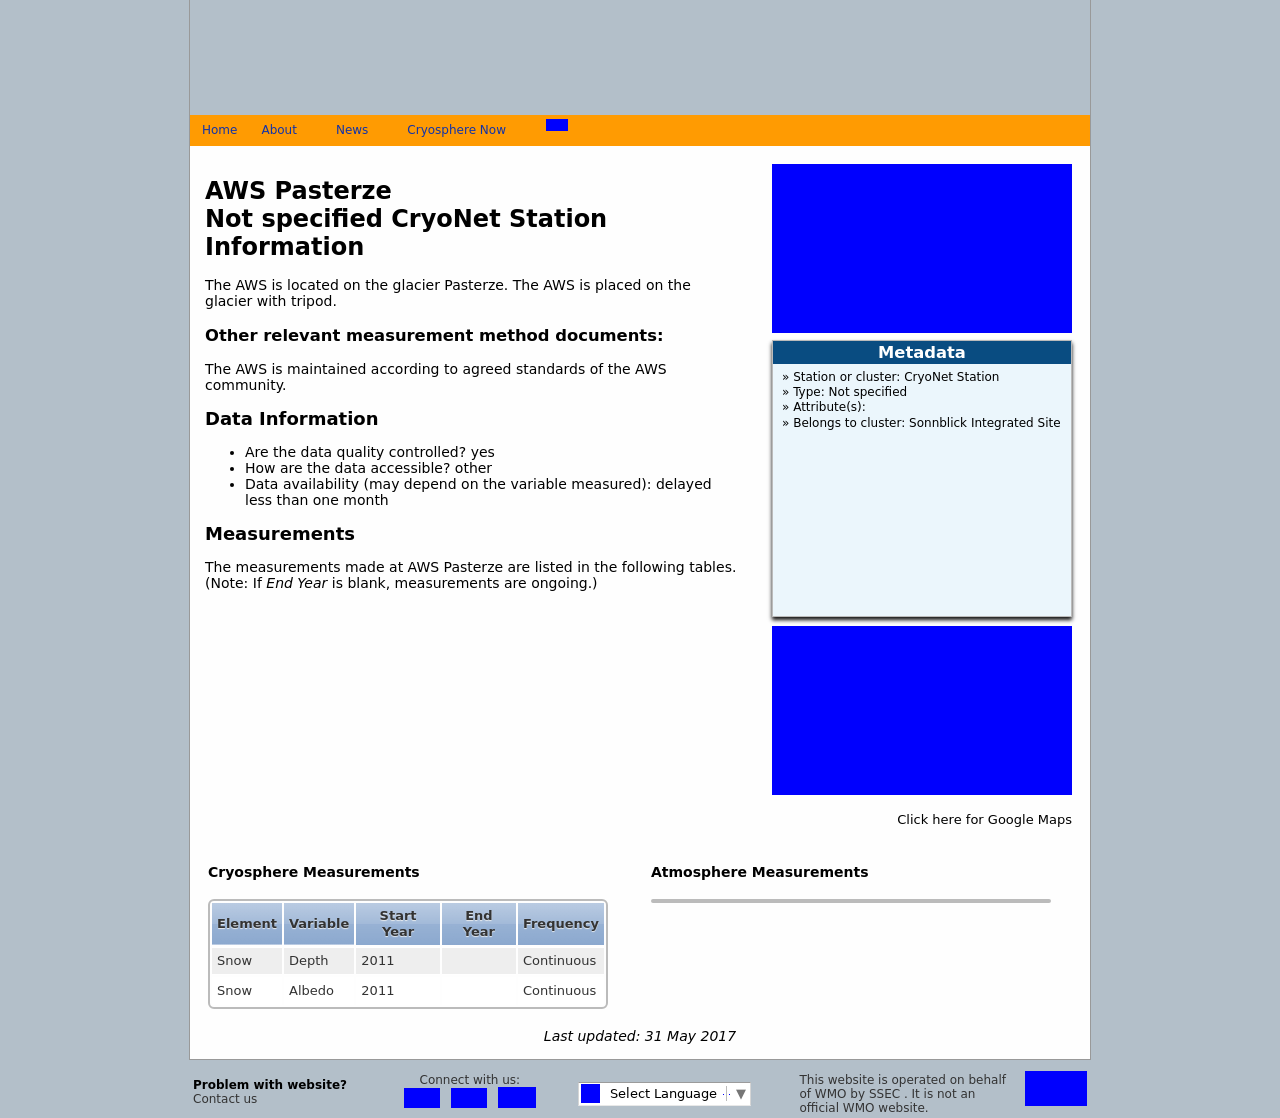 Home About News Cryosphere Now
AWS Pasterze
Not specified CryoNet Station
Information
The AWS is located on the glacier Pasterze. The AWS is placed on the
glacier with tripod.
Other relevant measurement method documents:
The AWS is maintained according to agreed standards of the AWS
community.
Data Information
• Are the data quality controlled? yes
• How are the data accessible? other
• Data availability (may depend on the variable measured): delayed
less than one month
Measurements
The measurements made at AWS Pasterze are listed in the following tables.
(Note: If End Year is blank, measurements are ongoing.)
Metadata
» Station or cluster: CryoNet Station
» Type: Not specified
» Attribute(s):
» Belongs to cluster: Sonnblick Integrated Site
Click here for Google Maps
Cryosphere Measurements
Element Variable Start Year End Year Frequency
Snow Depth 2011 Continuous
Snow Albedo 2011 Continuous
Atmosphere Measurements
Last updated: 31 May 2017
Problem with website?
Contact us
Connect with us:
Select Language ▼
This website is operated on behalf
of WMO by SSEC . It is not an
official WMO website.